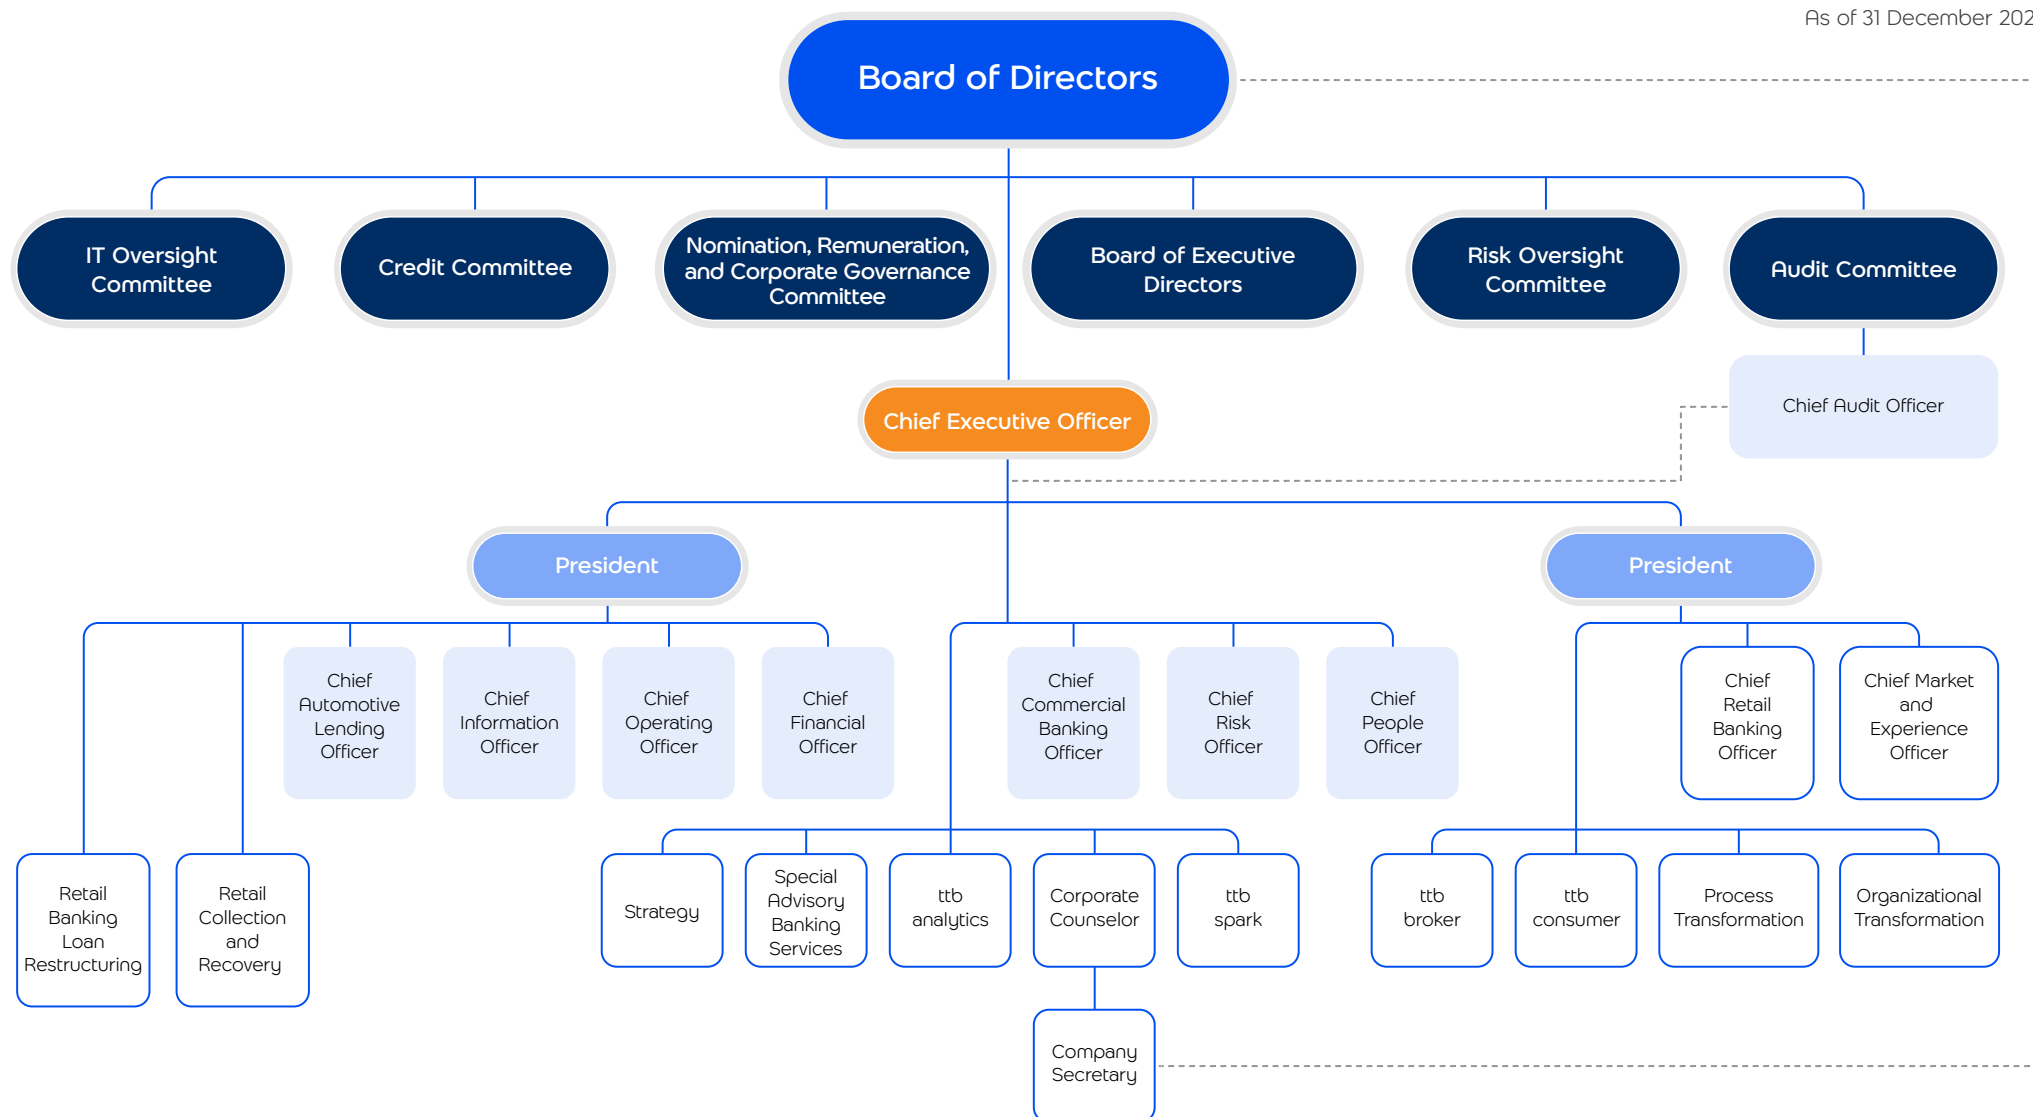 As of 31 December 202
Board of Directors
IT Oversight
Committee
Credit Committee
Nomination, Remuneration,
and Corporate Governance
Committee
Board of Executive
Directors
Risk Oversight
Committee
Audit Committee
Chief Audit Officer
Chief Executive Officer
President
President
Chief
Automotive
Lending
Officer
Chief
Information
Officer
Chief
Operating
Officer
Chief
Financial
Officer
Chief
Commercial
Banking
Officer
Chief
Risk
Officer
Chief
People
Officer
Chief
Retail
Banking
Officer
Chief Market
and
Experience
Officer
Retail
Banking
Loan
Restructuring
Retail
Collection
and
Recovery
Strategy
Special
Advisory
Banking
Services
ttb
analytics
Corporate
Counselor
ttb
spark
ttb
broker
ttb
consumer
Process
Transformation
Organizational
Transformation
Company
Secretary